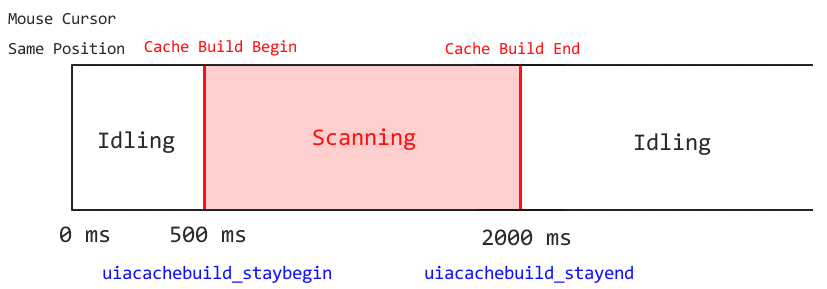 Mouse Cursor
Same Position
Cache Build Begin
Cache Build End
Idling
Scanning
Idling
0 ms
500 ms
2000 ms
uiacachebuild_staybegin
uiacachebuild_stayend